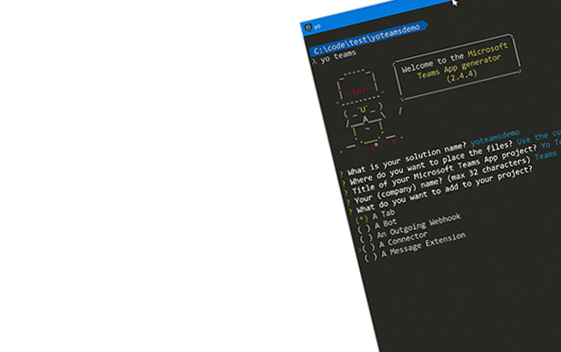 yo
C:\code\test\yoteamsdemo
λ yo teams
Welcome to the Microsoft
Teams App generator
(2.4.4)
? What is your solution name? yoteamsdemo
? Where do you want to place the files? Use the cu
? Title of your Microsoft Teams App project? Yo Te
? Your (company) name? (max 32 characters) Teams
? What do you want to add to your project?
(*) A Tab
( ) A Bot
( ) An Outgoing Webhook
>( ) A Connector
( ) A Message Extension